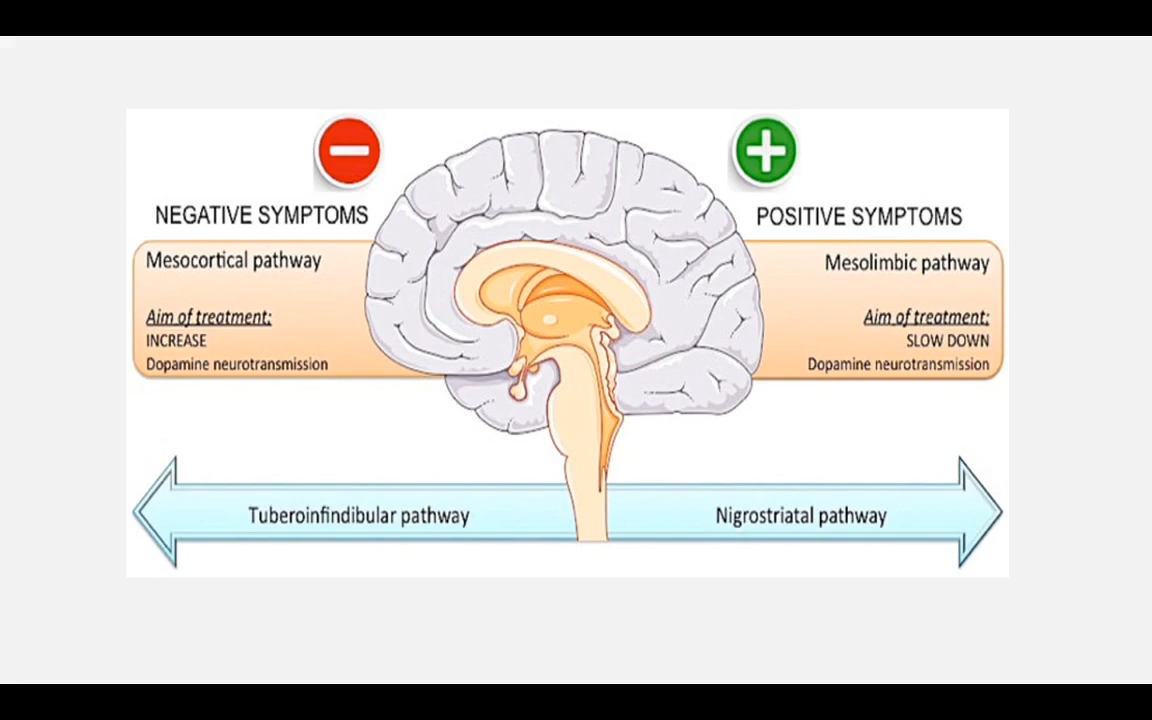 NEGATIVE SYMPTOMS
Mesocortical pathway
Aim of treatment:
INCREASE
Dopamine neurotransmission
POSITIVE SYMPTOMS
Mesolimbic pathway
Aim of treatment:
SLOW DOWN
Dopamine neurotransmission
Tuberoinfindibular pathway
Nigrostriatal pathway